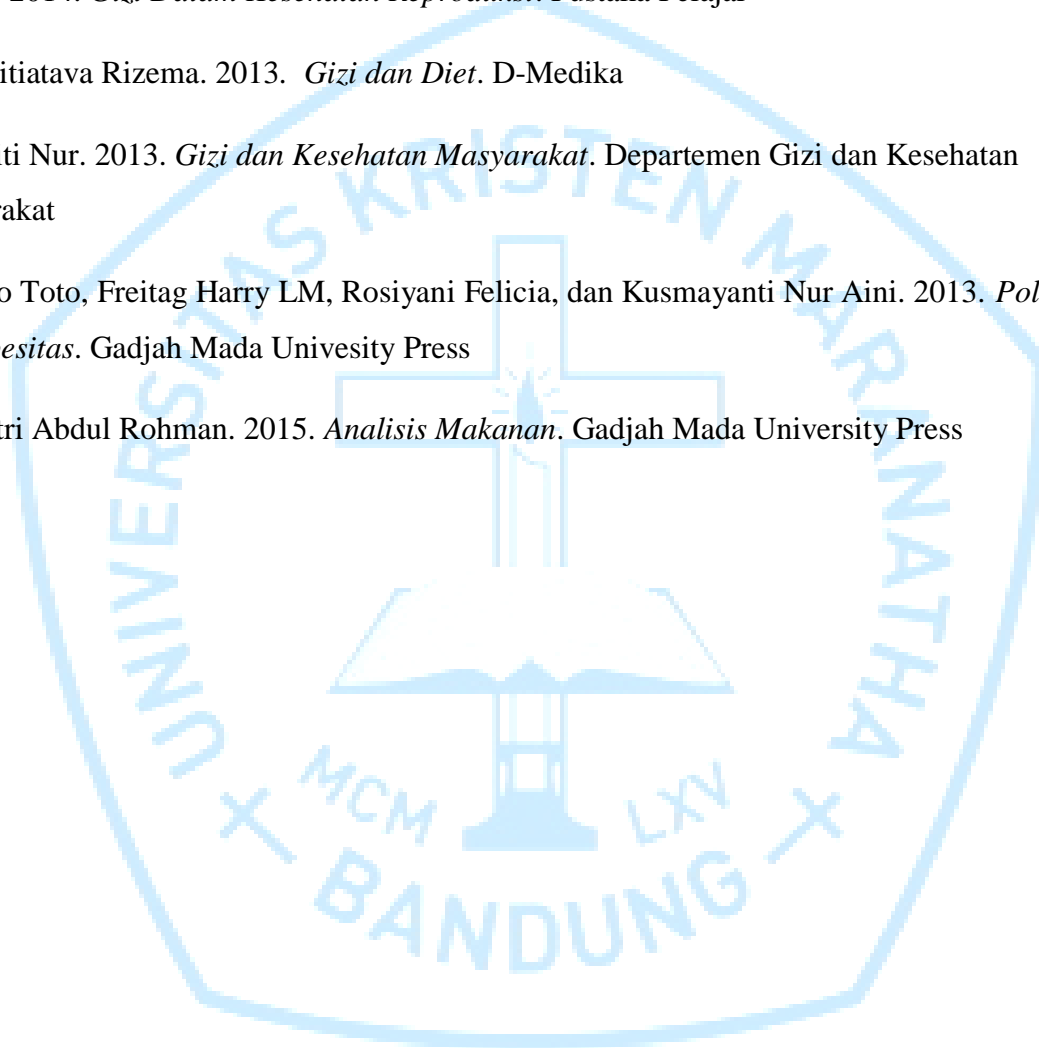 2014. Gizi Dalam Kesehatan Reproduksi. Pustaka Pelajar
itiatava Rizema. 2013. Gizi dan Diet. D-Medika
ti Nur. 2013. Gizi dan Kesehatan Masyarakat. Departemen Gizi dan Kesehatan
rakat
o Toto, Freitag Harry LM, Rosiyani Felicia, dan Kusmayanti Nur Aini. 2013. Pol
esitas. Gadjah Mada Univesity Press
tri Abdul Rohman. 2015. Analisis Makanan. Gadjah Mada University Press
UNIVERSITAS KRISTEN MARANATHA
MCM LXV
BANDUNG